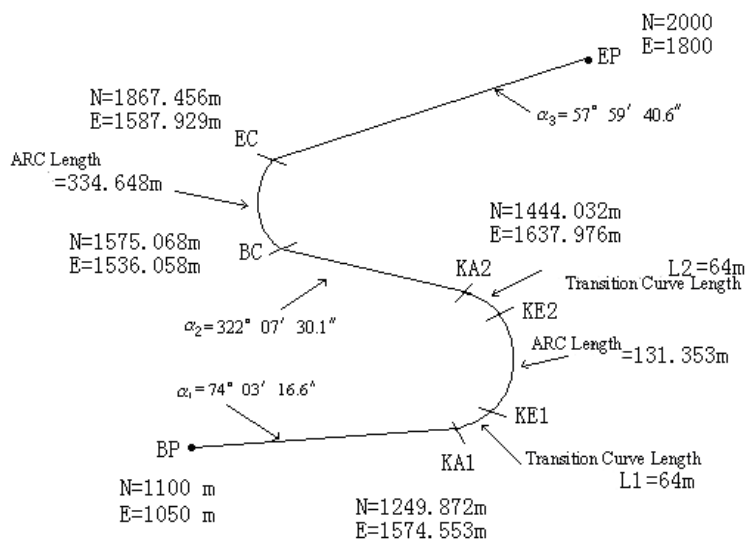 N=2000
E=1800
EP
N=1867.456m
E=1587.929m
α3= 57° 59′ 40.6″
EC
ARC Length
=334.648m
N=1444.032m
E=1637.976m
N=1575.068m
E=1536.058m
BC
KA2
L2=64m
Transition Curve Length
KE2
α2= 322° 07′ 30.1″
ARC Length
=131.353m
α1= 74° 03′ 16.6″
KE1
BP
KA1
Transition Curve Length
L1=64m
N=1100 m
E=1050 m
N=1249.872m
E=1574.553m